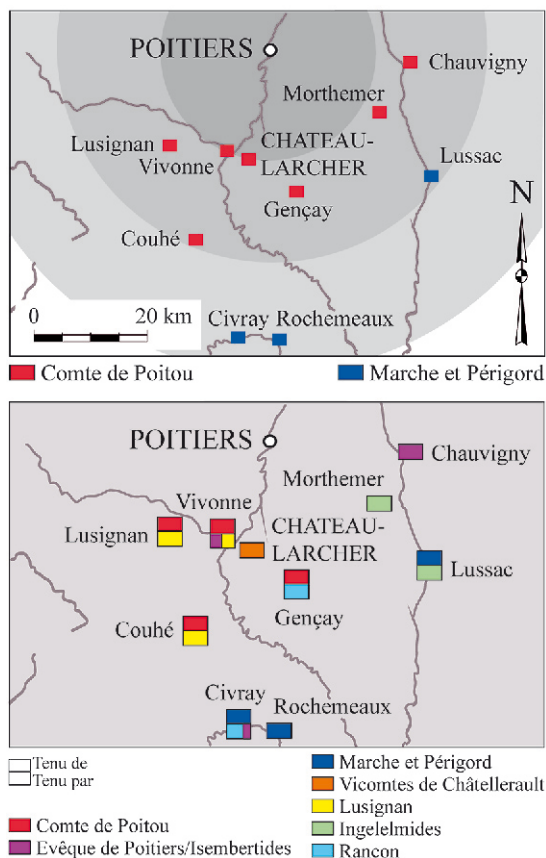 POITIERS
Chauvigny
Morthemer
Lusignan
CHATEAU-
LARCHER
Vivonne
Lussac
Gençay
N
Couhé
0 20 km
Civray Rochemeaux
Comte de Poitou Marche et Périgord
POITIERS
Chauvigny
Morthemer
Vivonne
CHATEAU-
LARCHER
Lusignan
Lussac
Gençay
Couhé
Civray
Rochemeaux
Tenu de
Tenu par
Comte de Poitou
Evêque de Poitiers/Isembertides
Marche et Périgord
Vicomtes de Châtellerault
Lusignan
Ingelelmides
Rancon